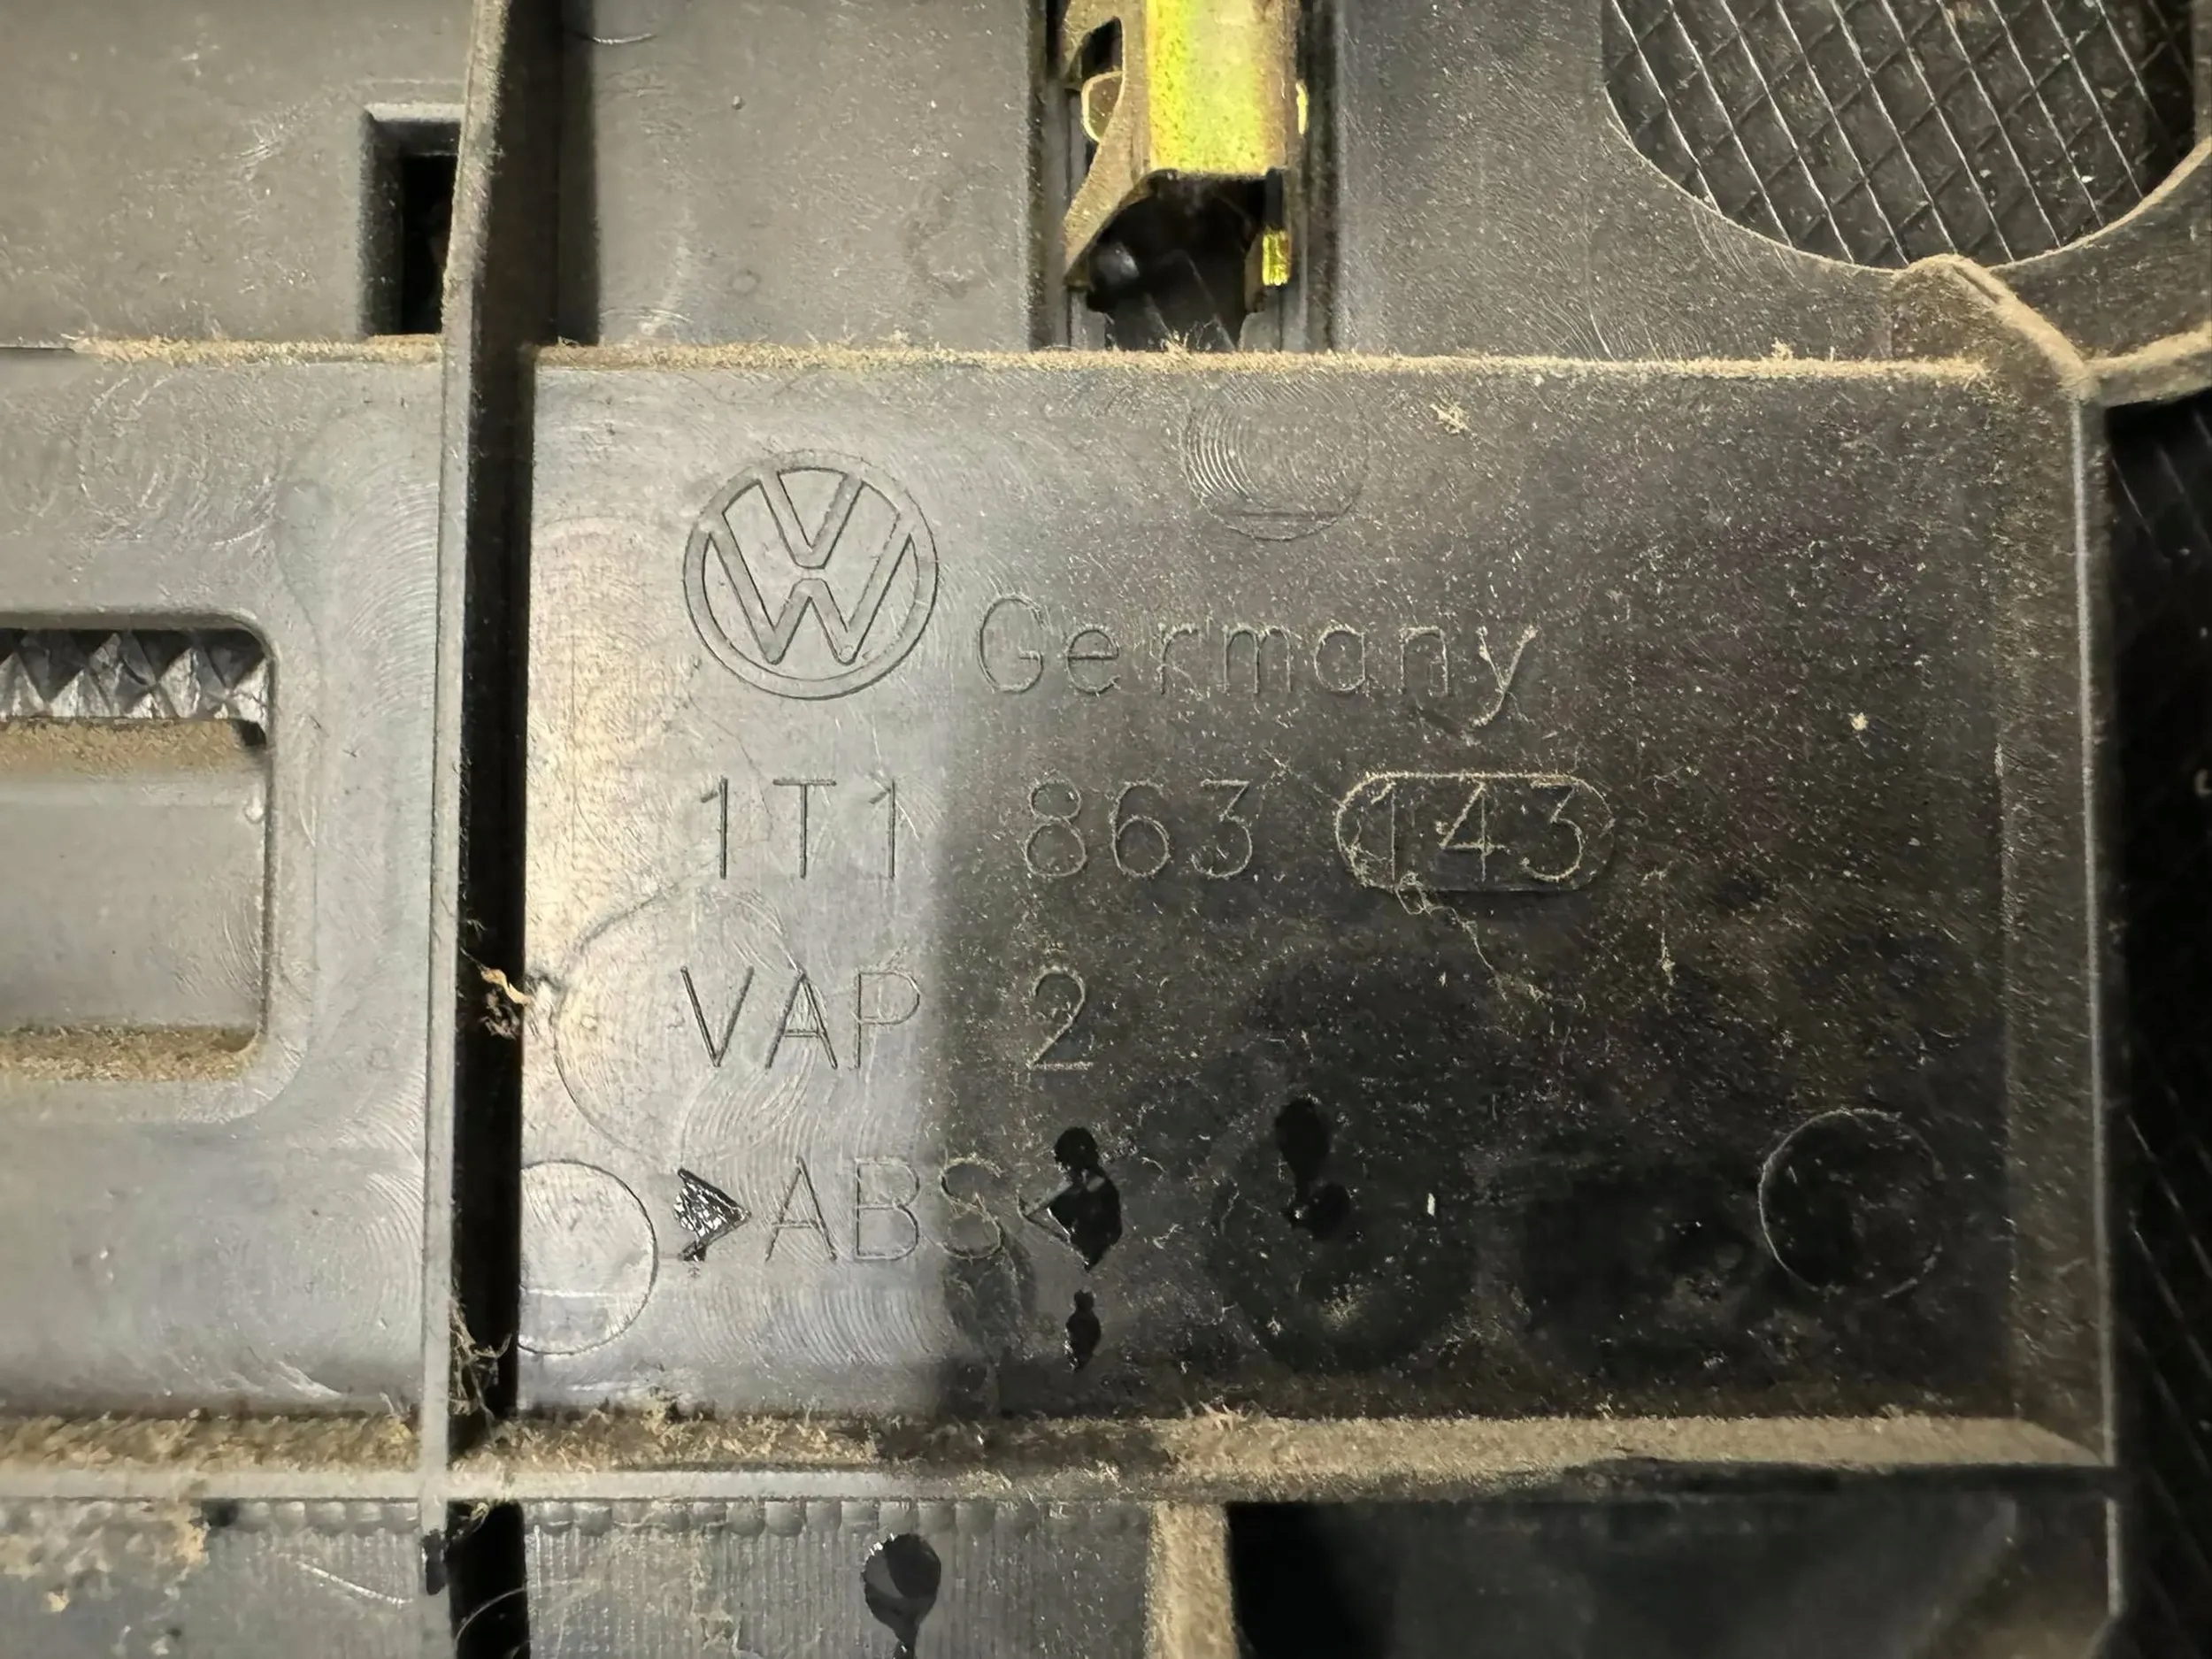 Germany
1T1 863 143
VAP 2
>ABS<